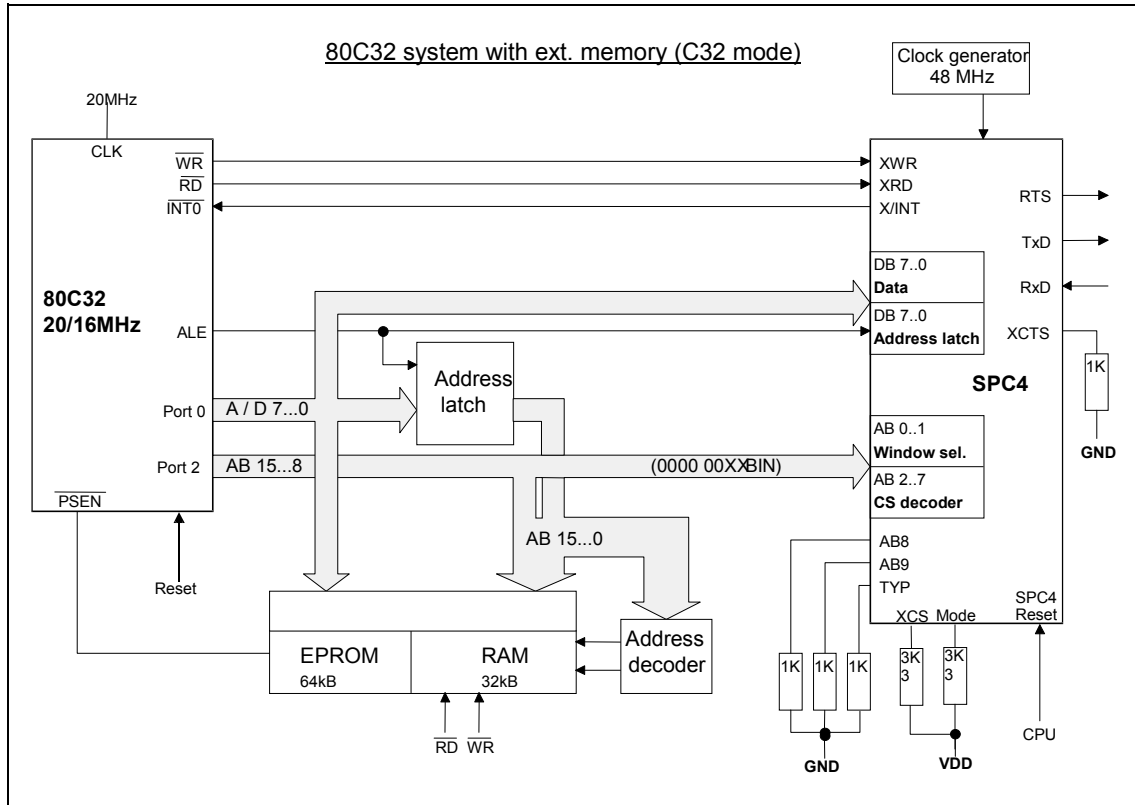 80C32 system with ext. memory (C32 mode)
Clock generator
48 MHz
20MHz
CLK
WR
RD
INT0
80C32
20/16MHz
ALE
Port 0
Port 2
PSEN
Reset
A / D 7...0
AB 15...8
Address
latch
(0000 00XXBIN)
AB 15...0
EPROM
64kB
RAM
32kB
RD
WR
Address
decoder
XWR
XRD
X/INT
DB 7..0
Data
DB 7..0
Address latch
SPC4
AB 0..1
Window sel.
AB 2..7
CS decoder
AB8
AB9
TYP
XCS
Mode
SPC4
Reset
RTS
TxD
RxD
XCTS
1K
GND
1K
1K
1K
GND
3K
3
3K
3
VDD
CPU